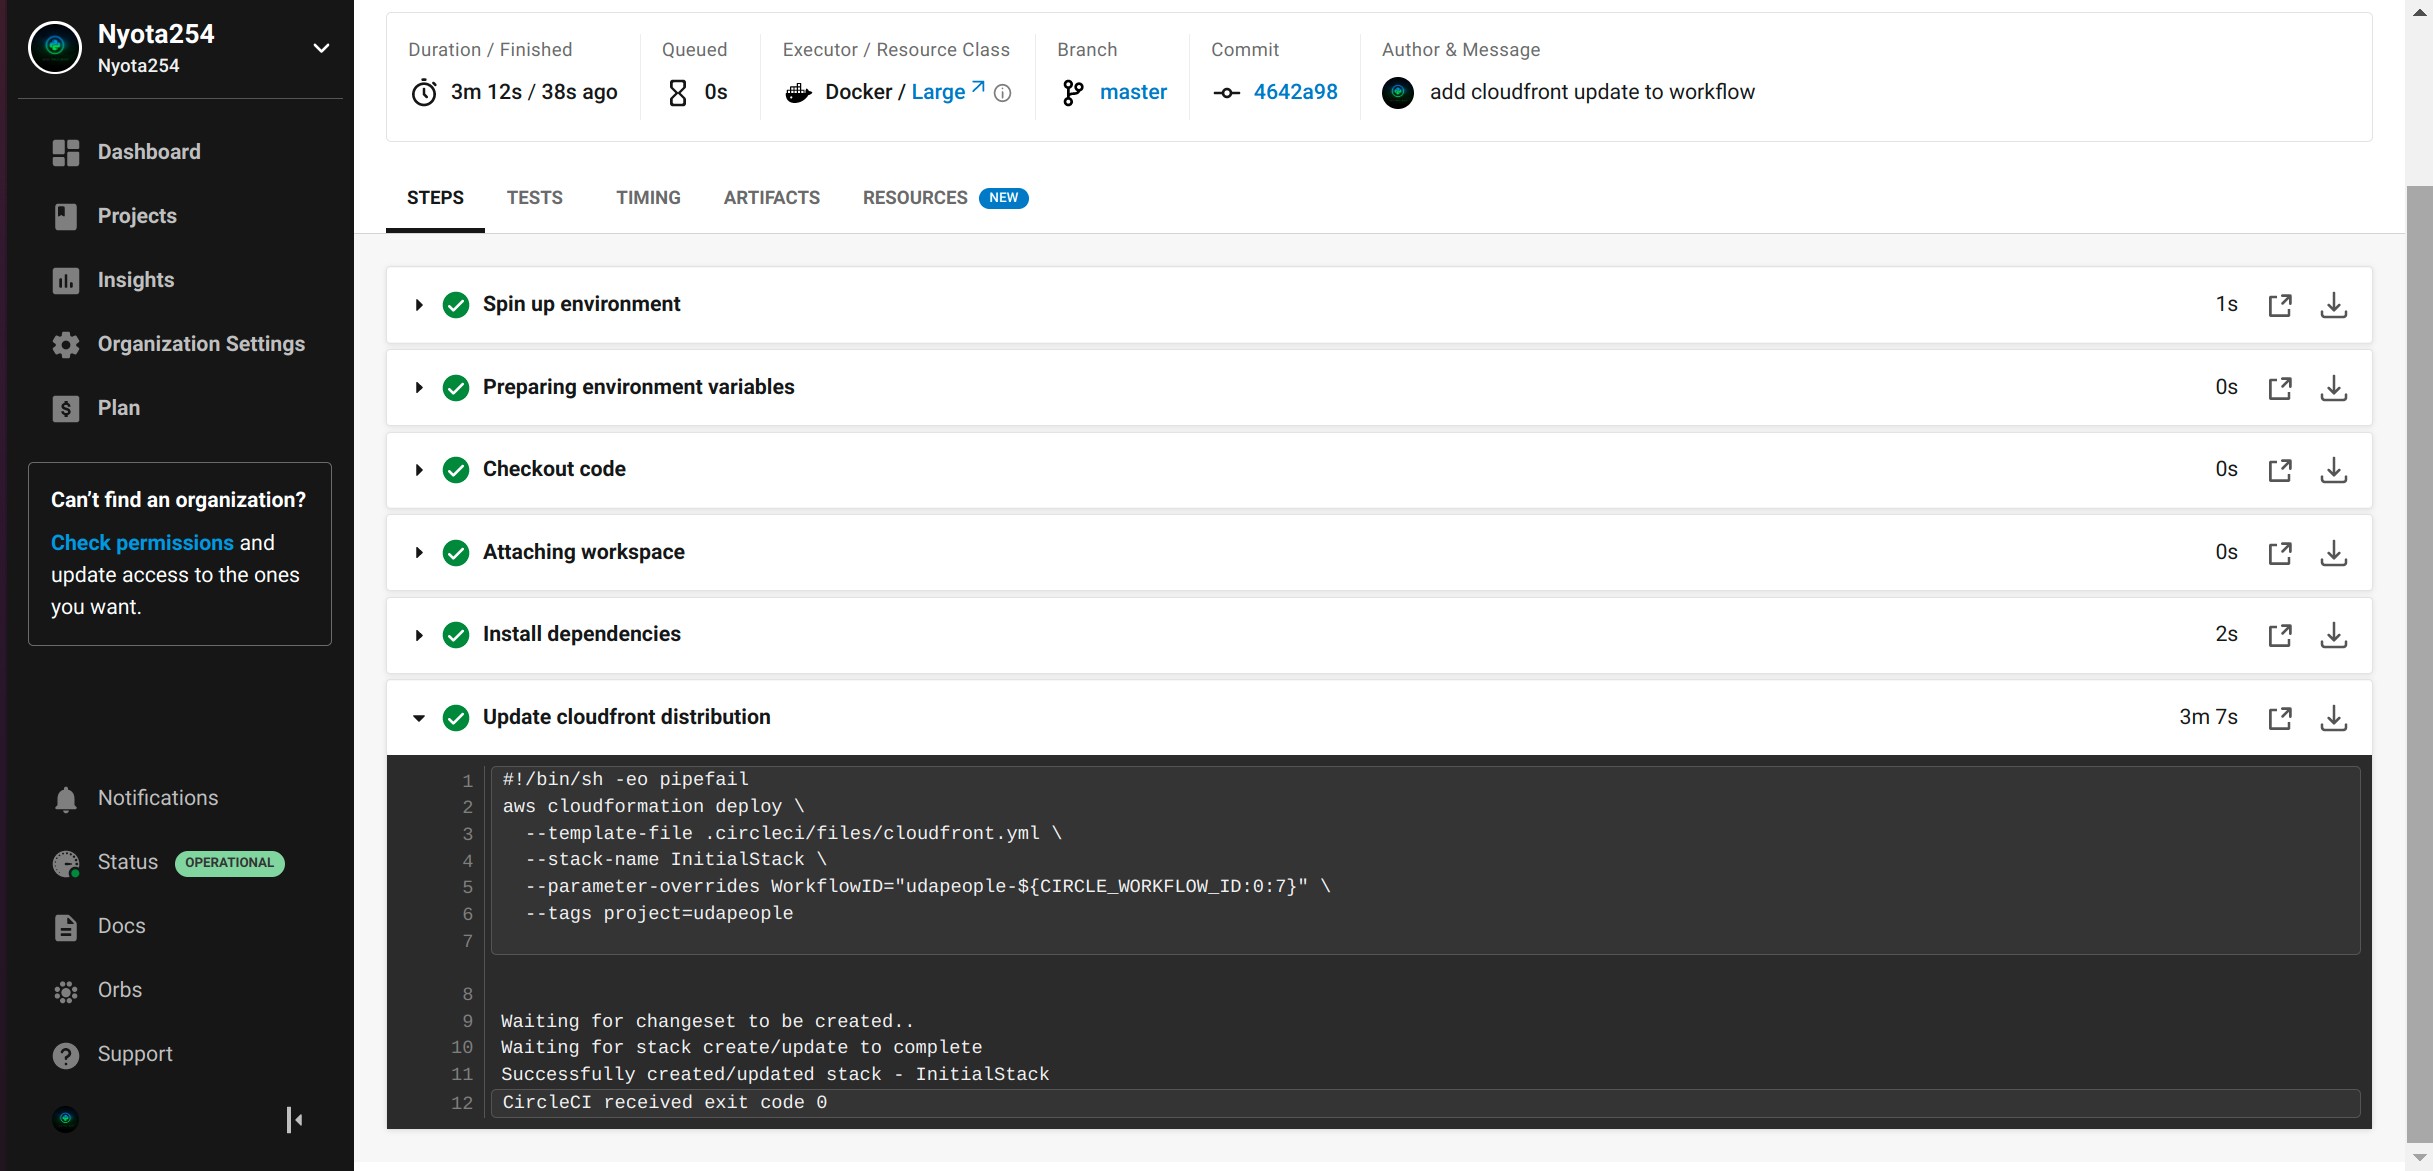 Nyota254
Nyota254
Dashboard
Projects
Insights
Organization Settings
Plan
Can’t find an organization?
Check permissions and
update access to the ones
you want.
Notifications
Status OPERATIONAL
Docs
Orbs
Support
Duration / Finished
3m 12s / 38s ago
Queued
0s
Executor / Resource Class
Docker / Large
Branch
master
Commit
4642a98
Author & Message
add cloudfront update to workflow
STEPS TESTS TIMING ARTIFACTS RESOURCES NEW
Spin up environment 1s
Preparing environment variables 0s
Checkout code 0s
Attaching workspace 0s
Install dependencies 2s
Update cloudfront distribution 3m 7s
1 #!/bin/sh -eo pipefail
2 aws cloudformation deploy \
3 --template-file .circleci/files/cloudfront.yml \
4 --stack-name InitialStack \
5 --parameter-overrides WorkflowID="udapeople-${CIRCLE_WORKFLOW_ID:0:7}" \
6 --tags project=udapeople
7
8
9 Waiting for changeset to be created..
10 Waiting for stack create/update to complete
11 Successfully created/updated stack - InitialStack
12 CircleCI received exit code 0